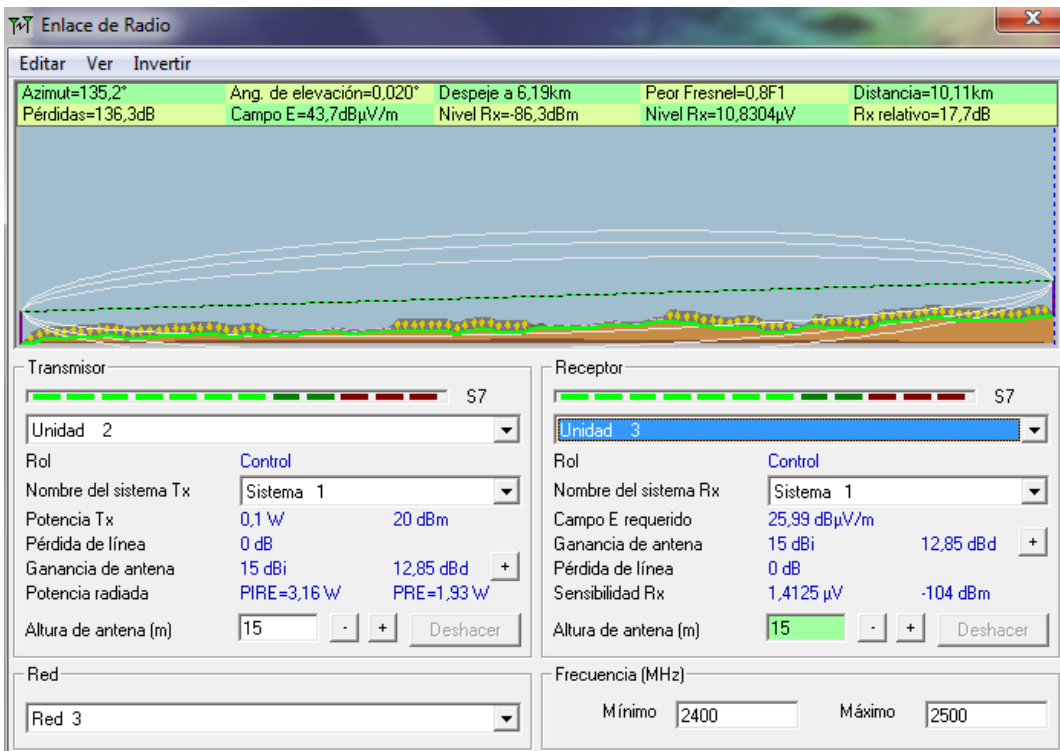 Enlace de Radio
Editar Ver Invertir
Azimut=135,2° Ang. de elevación=0,020° Despeje a 6,19km Peor Fresnel=0,8F1 Distancia=10,11km
Pérdidas=136,3dB Campo E=43,7dBµV/m Nivel Rx=-86,3dBm Nivel Rx=10,8304µV Rx relativo=17,7dB
Transmisor
S7
Unidad 2
Rol Control
Nombre del sistema Tx Sistema 1
Potencia Tx 0,1 W 20 dBm
Pérdida de línea 0 dB
Ganancia de antena 15 dBi 12,85 dBd +
Potencia radiada PIRE=3,16 W PRE=1,93 W
Altura de antena (m) 15 - + Deshacer
Receptor
S7
Unidad 3
Rol Control
Nombre del sistema Rx Sistema 1
Campo E requerido 25,99 dBµV/m
Ganancia de antena 15 dBi 12,85 dBd +
Pérdida de línea 0 dB
Sensibilidad Rx 1,4125 µV -104 dBm
Altura de antena (m) 15 - + Deshacer
Red
Red 3
Frecuencia (MHz)
Mínimo 2400 Máximo 2500